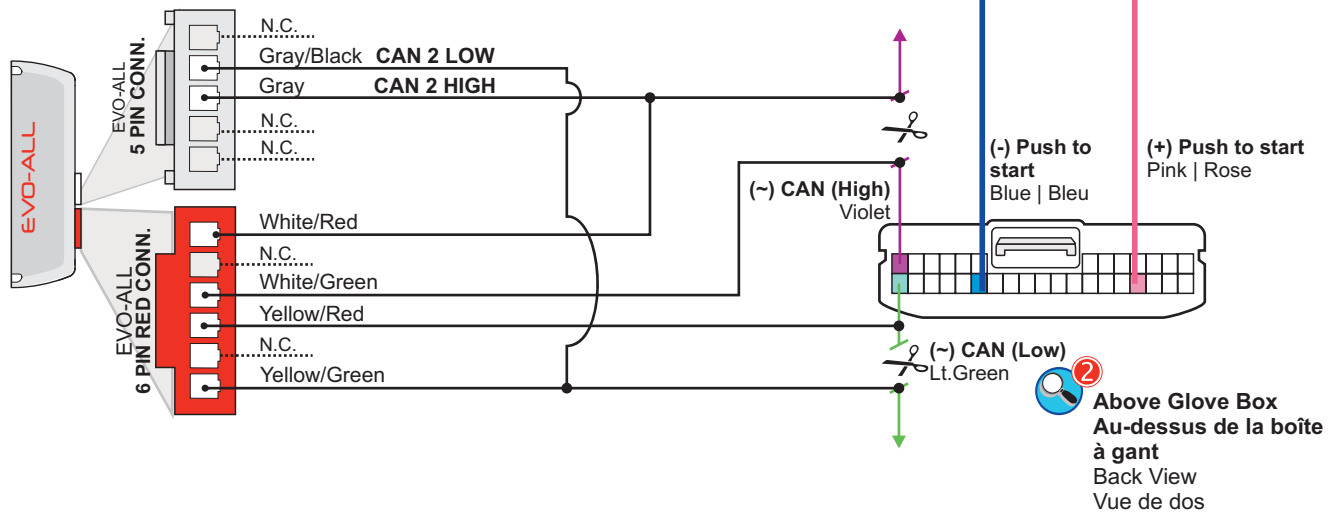 EVO-ALL
EVO-ALL
5 PIN CONN.
N.C.
Gray/Black CAN 2 LOW
Gray CAN 2 HIGH
N.C.
N.C.
EVO-ALL
6 PIN RED CONN.
White/Red
N.C.
White/Green
Yellow/Red
N.C.
Yellow/Green
(~) CAN (High)
Violet
(-) Push to
start
Blue | Bleu
(+) Push to start
Pink | Rose
(~) CAN (Low)
Lt.Green
2
Above Glove Box
Au-dessus de la boîte
à gant
Back View
Vue de dos